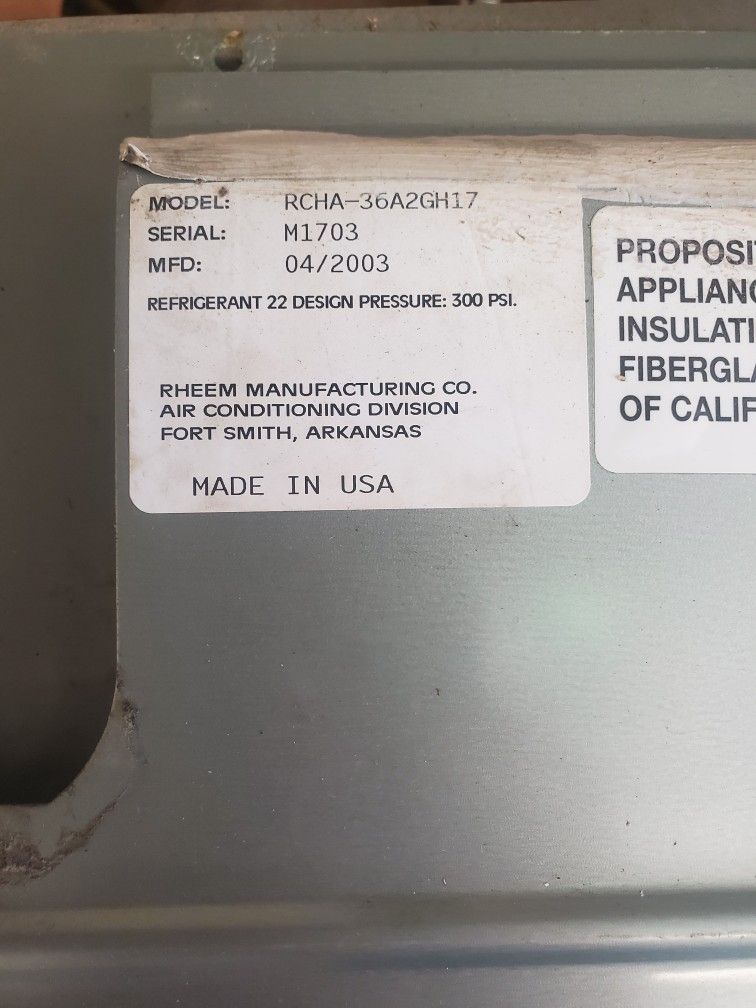 MODEL: RCHA-36A2GH17
SERIAL: M1703
MFD: 04/2003
REFRIGERANT 22 DESIGN PRESSURE: 300 PSI.
RHEEM MANUFACTURING CO.
AIR CONDITIONING DIVISION
FORT SMITH, ARKANSAS
MADE IN USA
PROPOSI
APPLIANC
INSULATI
FIBERGLA
OF CALIF